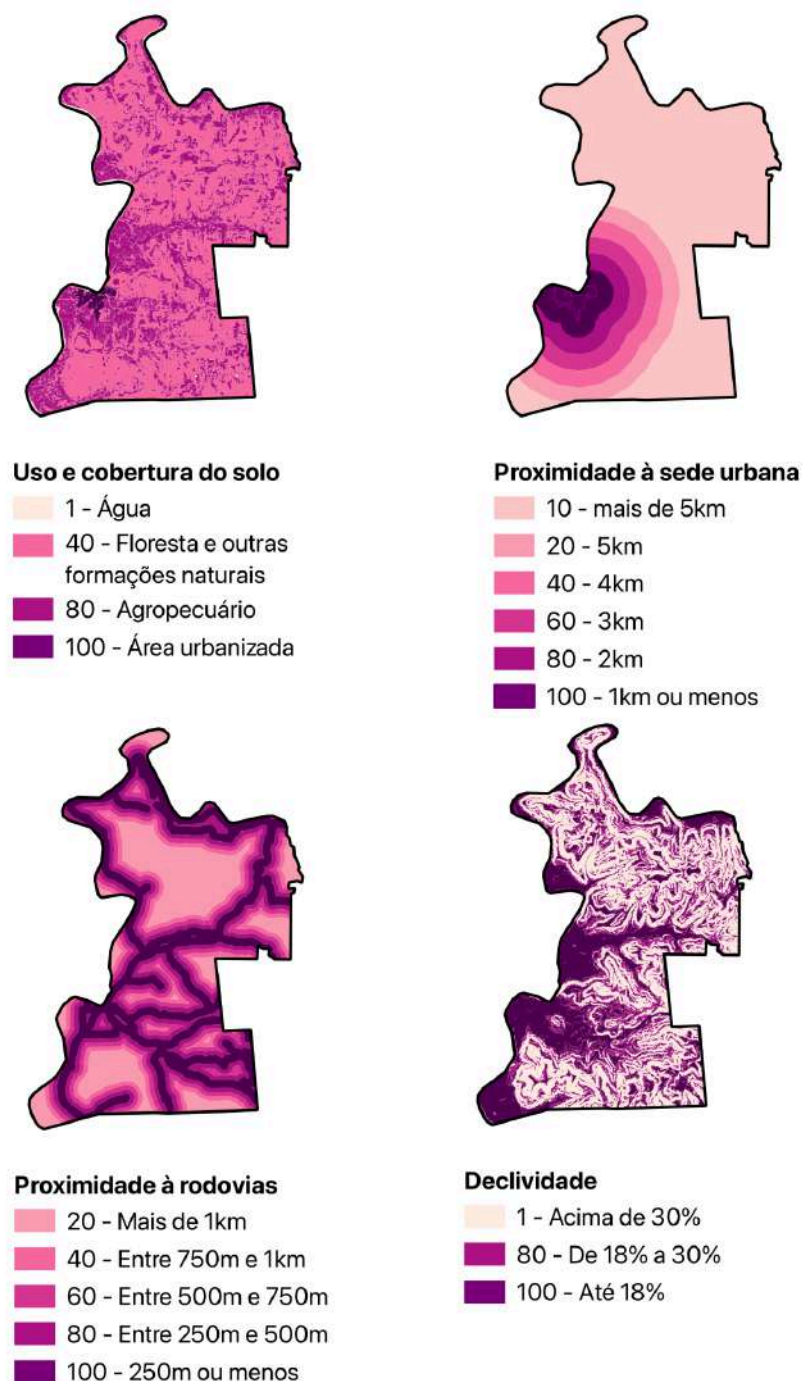 Uso e cobertura do solo
1 - Água
40 - Floresta e outras
formações naturais
80 - Agropecuário
100 - Área urbanizada
Proximidade à sede urbana
10 - mais de 5km
20 - 5km
40 - 4km
60 - 3km
80 - 2km
100 - 1km ou menos
Proximidade à rodovias
20 - Mais de 1km
40 - Entre 750m e 1km
60 - Entre 500m e 750m
80 - Entre 250m e 500m
100 - 250m ou menos
Declividade
1 - Acima de 30%
80 - De 18% a 30%
100 - Até 18%